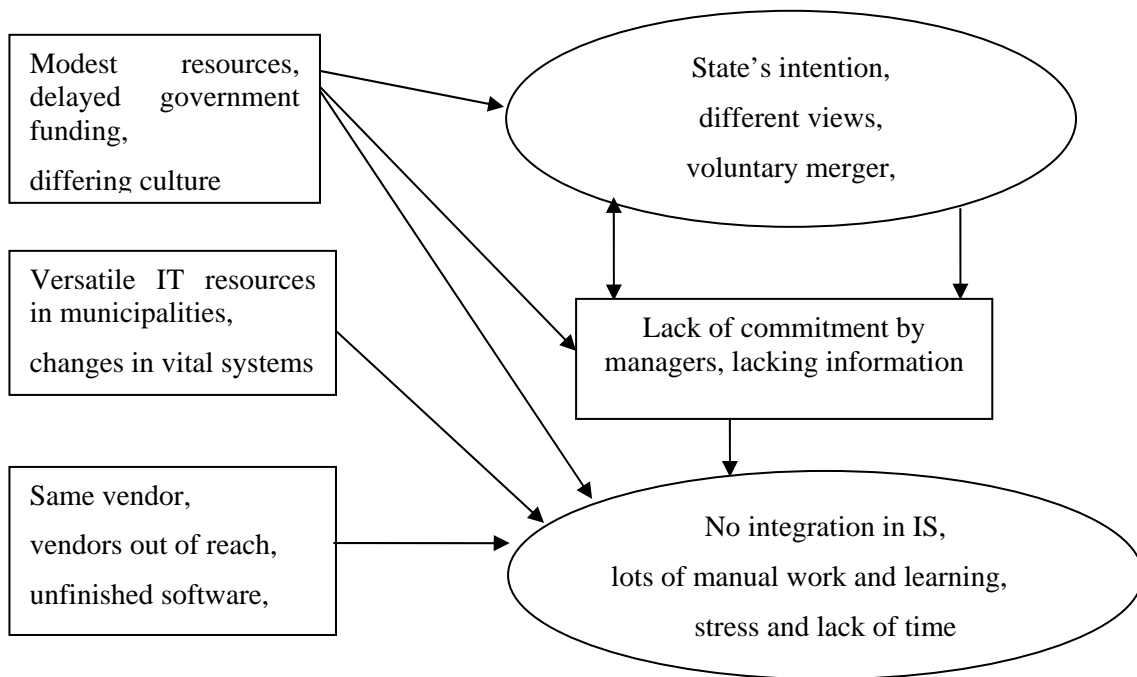 Modest resources,
delayed government
funding,
differing culture
State’s intention,
different views,
voluntary merger,
Versatile IT resources
in municipalities,
changes in vital systems
Lack of commitment by
managers, lacking information
Same vendor,
vendors out of reach,
unfinished software,
No integration in IS,
lots of manual work and learning,
stress and lack of time